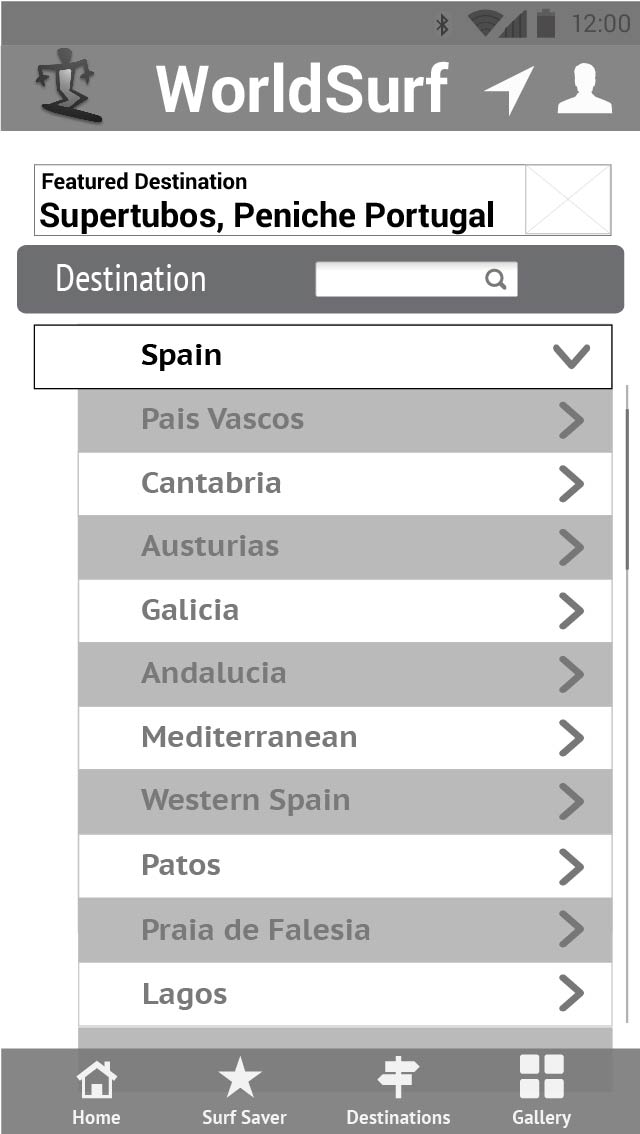 12:00
WorldSurf
Featured Destination
Supertubos, Peniche Portugal
Destination
Spain
Pais Vascos
Cantabria
Austurias
Galicia
Andalucia
Mediterranean
Western Spain
Patos
Praia de Falesia
Lagos
Home
Surf Saver
Destinations
Gallery